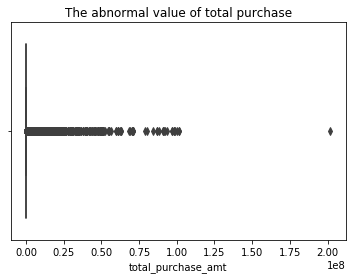 The abnormal value of total purchase
0.00 0.25 0.50 0.75 1.00 1.25 1.50 1.75 2.00
1e8
total_purchase_amt